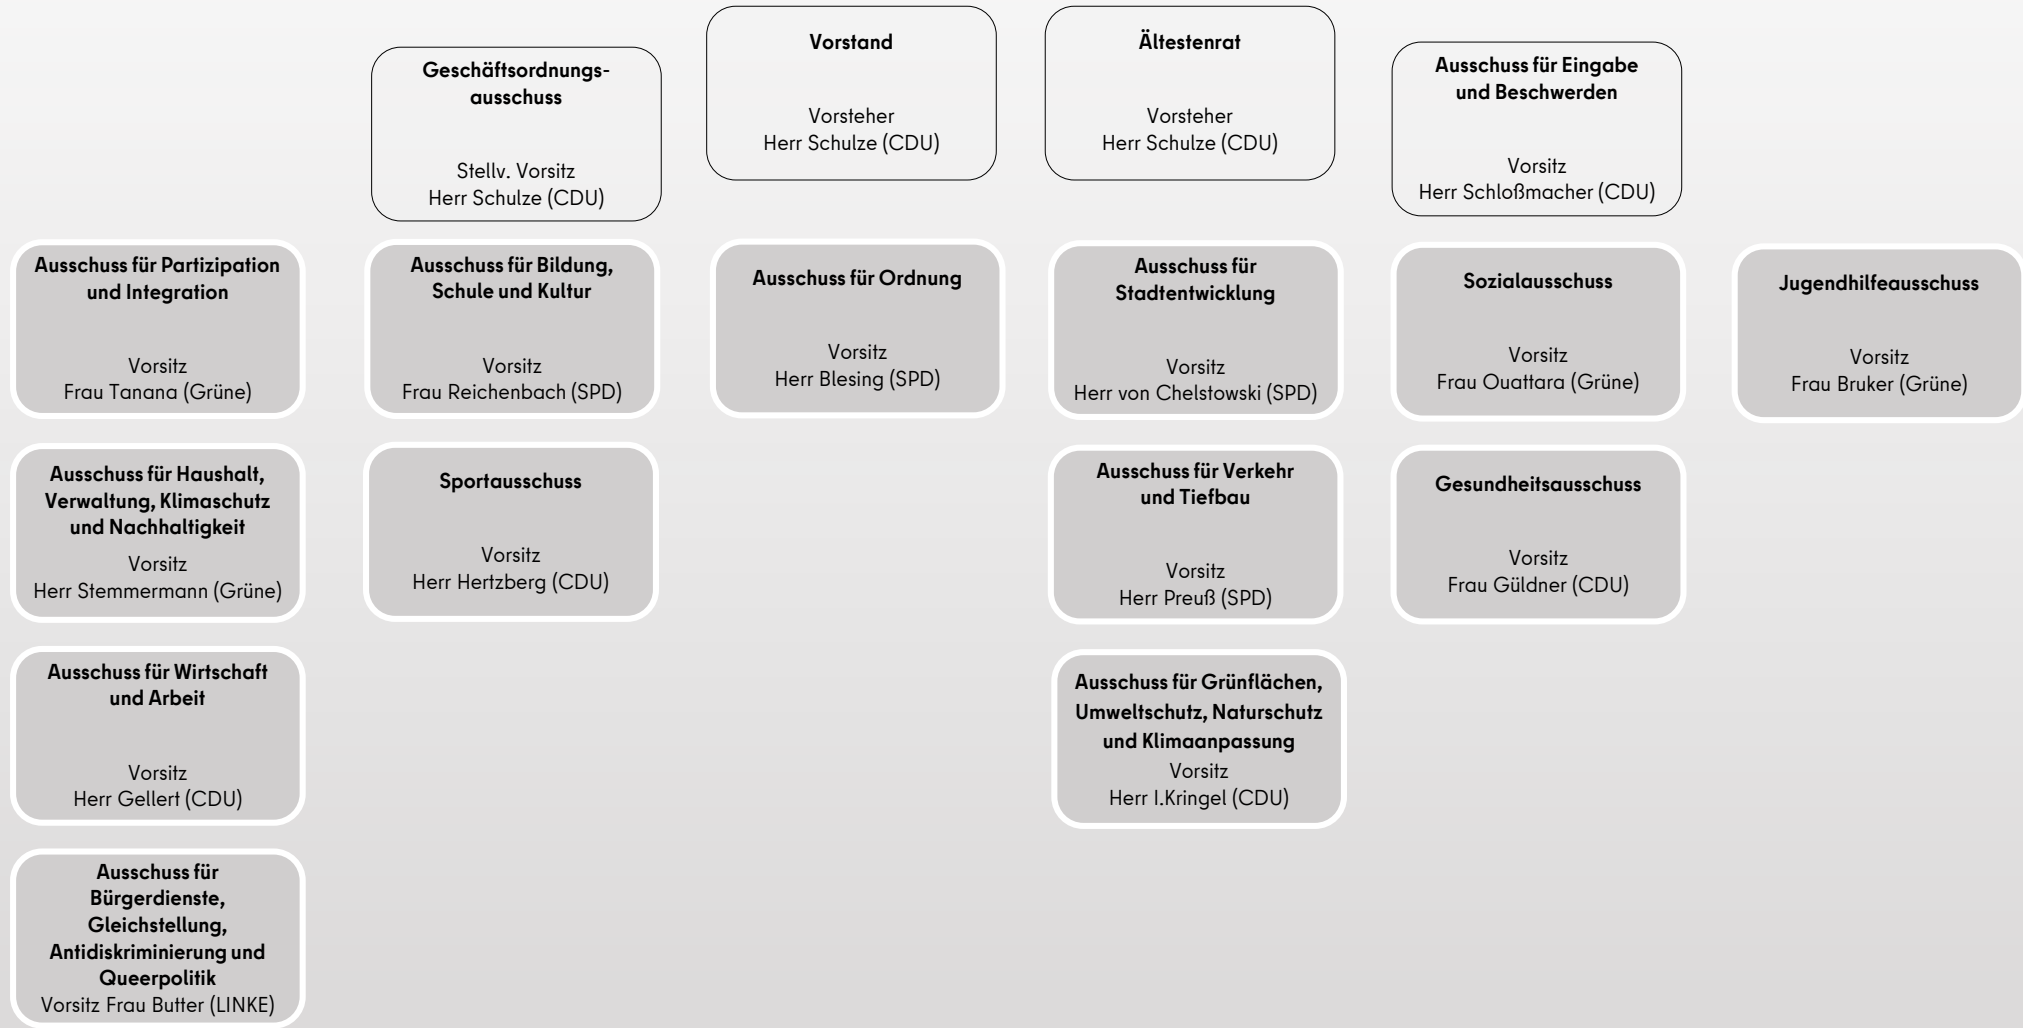 Geschäftsordnungs-
ausschuss
Stellv. Vorsitz
Herr Schulze (CDU)
Vorstand
Vorsteher
Herr Schulze (CDU)
Ältestenrat
Vorsteher
Herr Schulze (CDU)
Ausschuss für Eingabe
und Beschwerden
Vorsitz
Herr Schloßmacher (CDU)
Ausschuss für Partizipation
und Integration
Vorsitz
Frau Tanana (Grüne)
Ausschuss für Bildung,
Schule und Kultur
Vorsitz
Frau Reichenbach (SPD)
Ausschuss für Ordnung
Vorsitz
Herr Blesing (SPD)
Ausschuss für
Stadtentwicklung
Vorsitz
Herr von Chelstowski (SPD)
Sozialausschuss
Vorsitz
Frau Ouattara (Grüne)
Jugendhilfeausschuss
Vorsitz
Frau Bruker (Grüne)
Ausschuss für Haushalt,
Verwaltung, Klimaschutz
und Nachhaltigkeit
Vorsitz
Herr Stemmermann (Grüne)
Sportausschuss
Vorsitz
Herr Hertzberg (CDU)
Ausschuss für Verkehr
und Tiefbau
Vorsitz
Herr Preuß (SPD)
Gesundheitsausschuss
Vorsitz
Frau Güldner (CDU)
Ausschuss für Wirtschaft
und Arbeit
Vorsitz
Herr Gellert (CDU)
Ausschuss für Grünflächen,
Umweltschutz, Naturschutz
und Klimaanpassung
Vorsitz
Herr I.Kringel (CDU)
Ausschuss für
Bürgerdienste,
Gleichstellung,
Antidiskriminierung und
Queerpolitik
Vorsitz Frau Butter (LINKE)